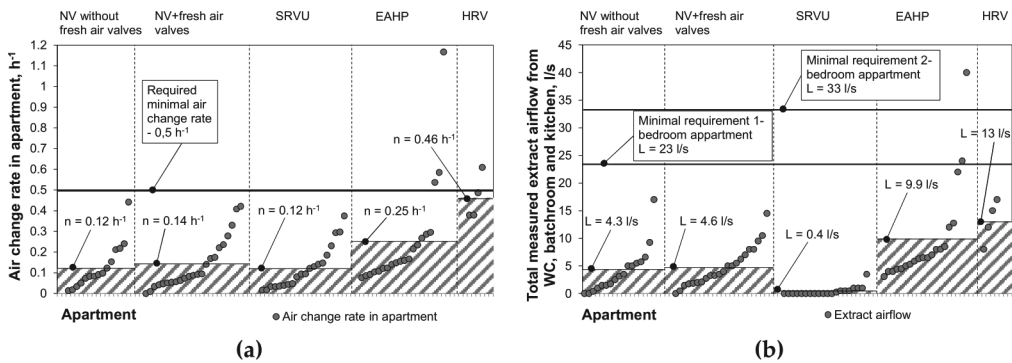 NV without
fresh air valves
NV+fresh air
valves
SRVU
EAHP
HRV
Air change rate in apartment, h-1
1.2
1.1
1
0.9
0.8
0.7
0.6
0.5
0.4
0.3
0.2
0.1
0
Required
minimal air
change rate
- 0,5 h-1
n = 0.46 h-1
n = 0.12 h-1
n = 0.14 h-1
n = 0.12 h-1
n = 0.25 h-1
Apartment
Air change rate in apartment
(a)
NV without
fresh air valves
NV+fresh air
valves
SRVU
EAHP
HRV
Total measured extract airflow from
WC, batchroom and kitchen, l/s
45
40
35
30
25
20
15
10
5
0
Minimal requirement 2-
bedroom appartment
L = 33 l/s
Minimal requirement 1-
bedroom appartment
L = 23 l/s
L = 13 l/s
L = 9.9 l/s
L = 4.3 l/s
L = 4.6 l/s
L = 0.4 l/s
Apartment
Extract airflow
(b)